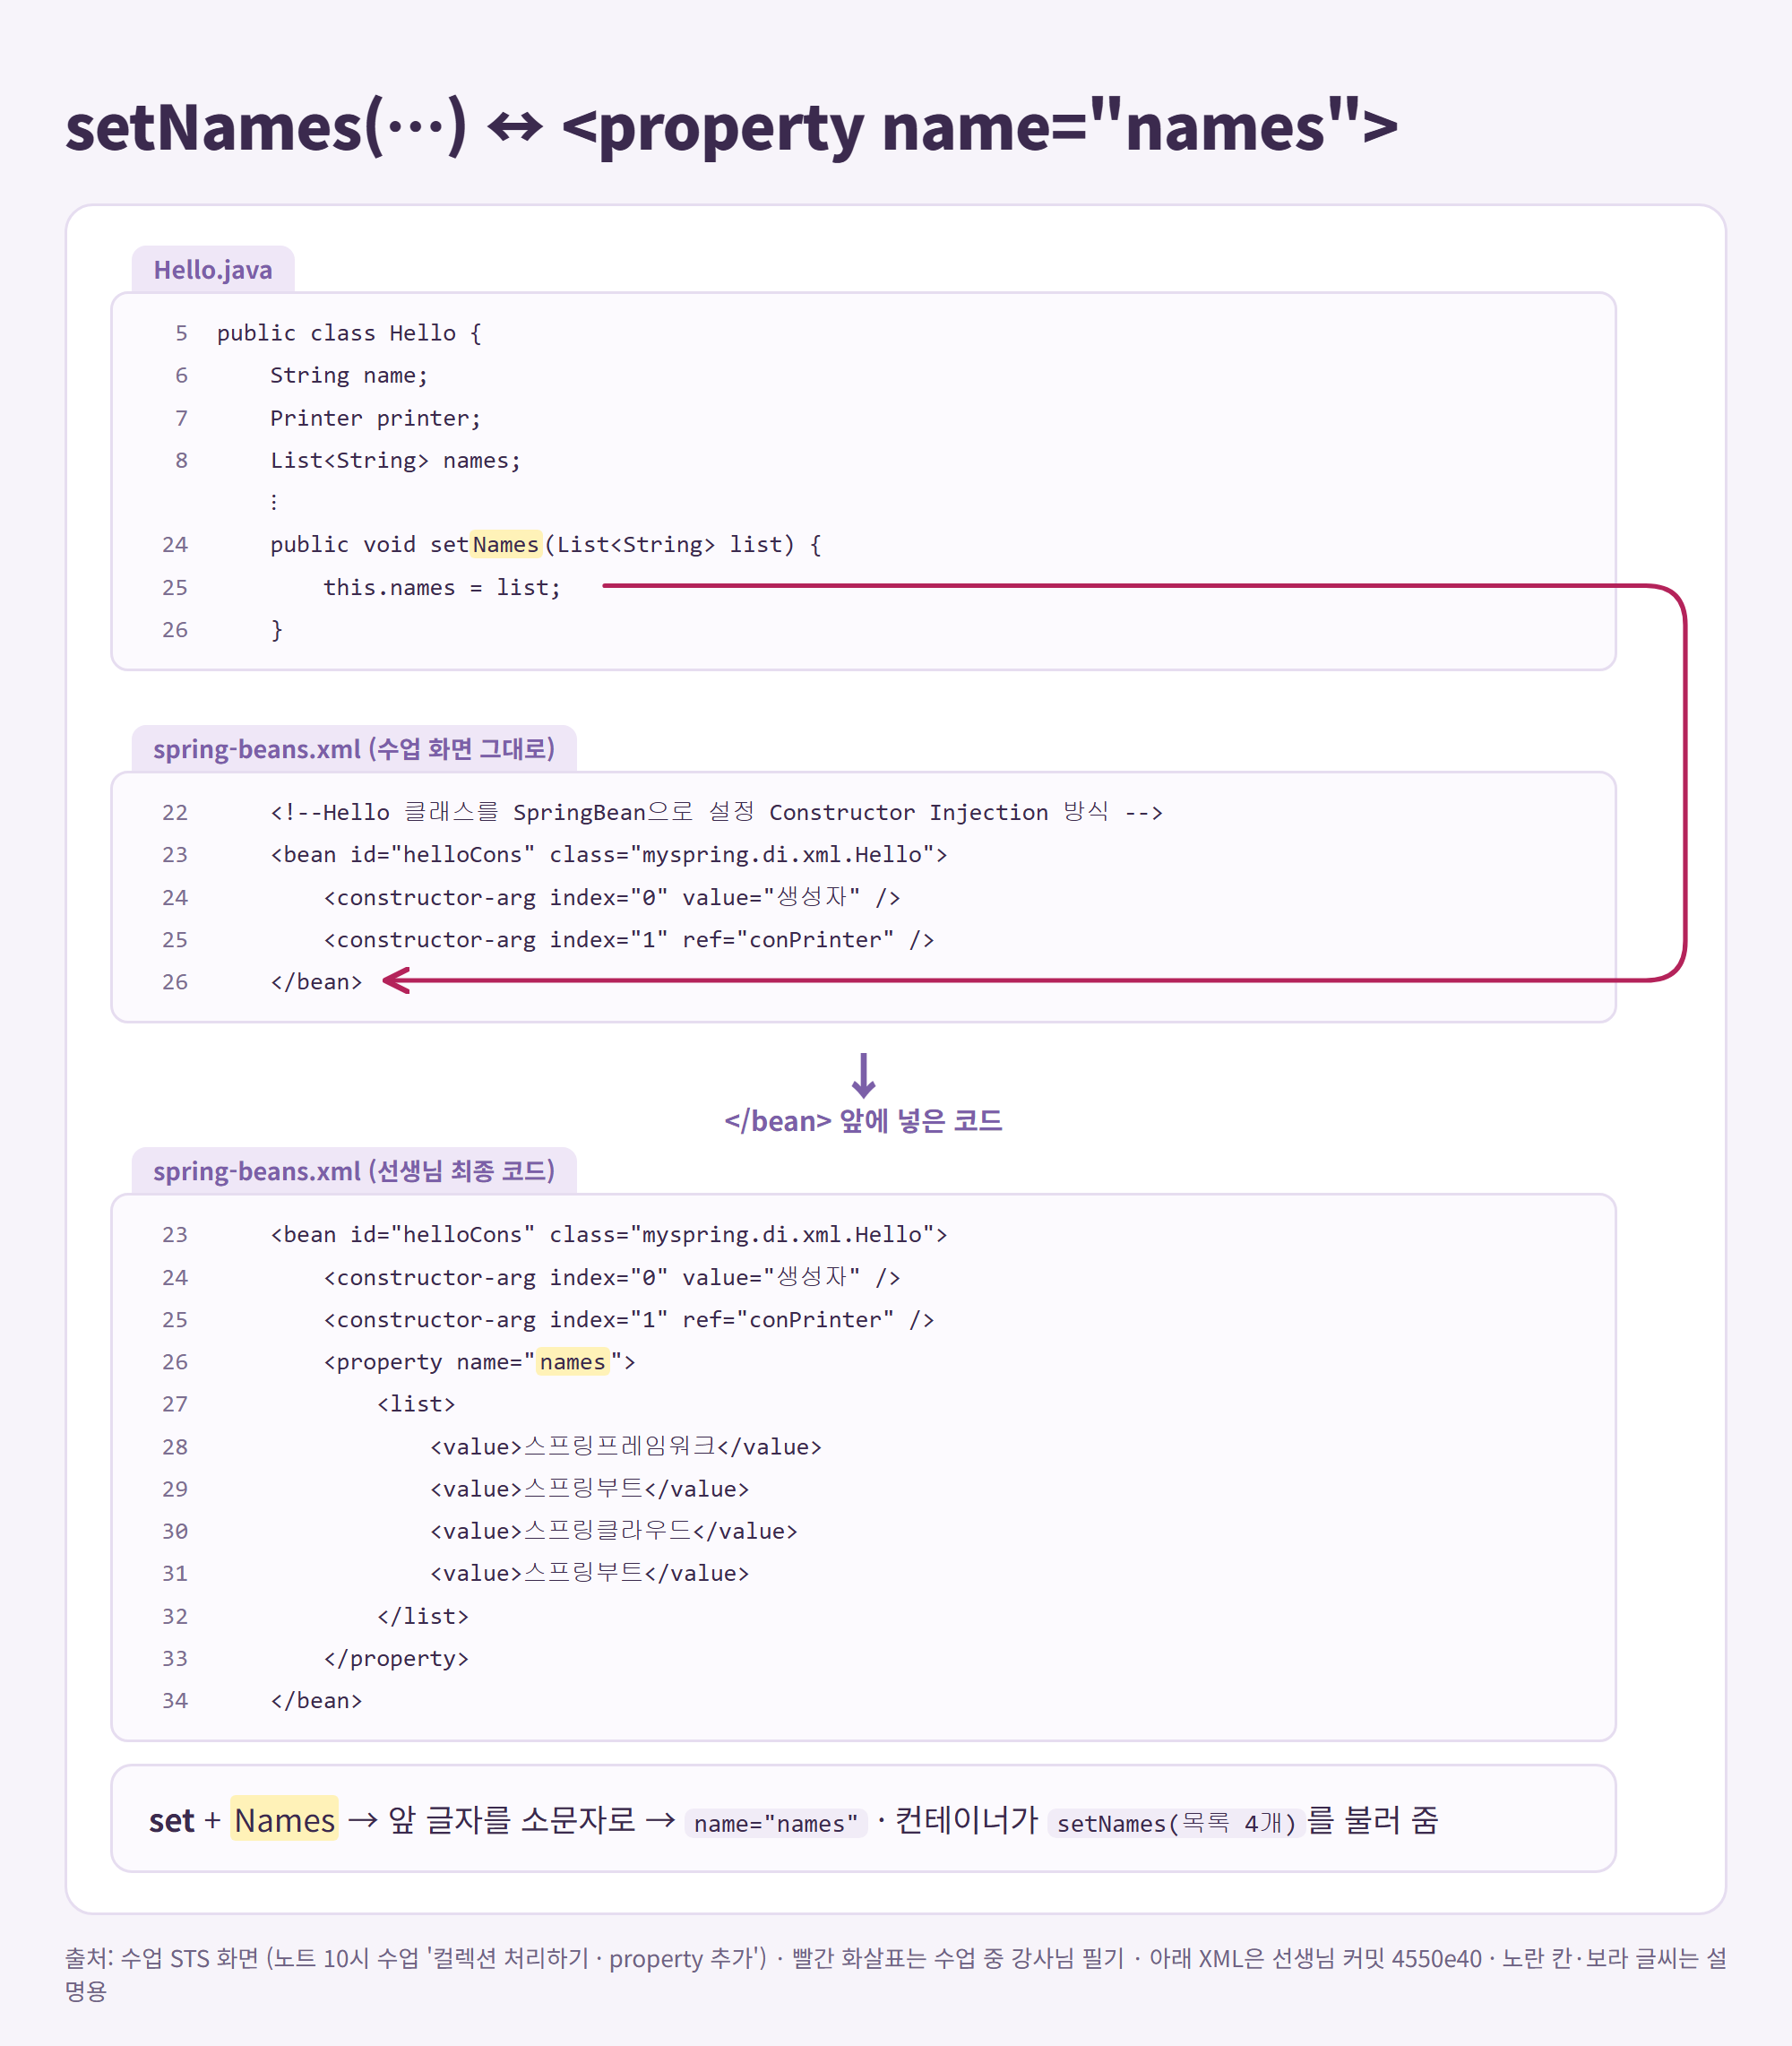 setNames(⋯) ↔ <property name="names">
Hello.java
5 public class Hello {
6     String name;
7     Printer printer;
8     List<String> names;
⋮
24     public void setNames(List<String> list) {
25         this.names = list;
26     }
spring-beans.xml (수업 화면 그대로)
22     <!--Hello 클래스를 SpringBean으로 설정 Constructor Injection 방식 -->
23     <bean id="helloCons" class="myspring.di.xml.Hello">
24         <constructor-arg index="0" value="생성자" />
25         <constructor-arg index="1" ref="conPrinter" />
26     </bean>
↓
</bean> 앞에 넣은 코드
spring-beans.xml (선생님 최종 코드)
23     <bean id="helloCons" class="myspring.di.xml.Hello">
24         <constructor-arg index="0" value="생성자" />
25         <constructor-arg index="1" ref="conPrinter" />
26         <property name="names">
27             <list>
28                 <value>스프링프레임워크</value>
29                 <value>스프링부트</value>
30                 <value>스프링클라우드</value>
31                 <value>스프링부트</value>
32             </list>
33         </property>
34     </bean>
set + Names → 앞 글자를 소문자로 → name="names" · 컨테이너가 setNames(목록 4개)를 불러 줌
출처: 수업 STS 화면 (노트 10시 수업 '컬렉션 처리하기 · property 추가') · 빨간 화살표는 수업 중 강사님 필기 · 아래 XML은 선생님 커밋 4550e40 · 노란 칸·보라 글씨는 설
명용